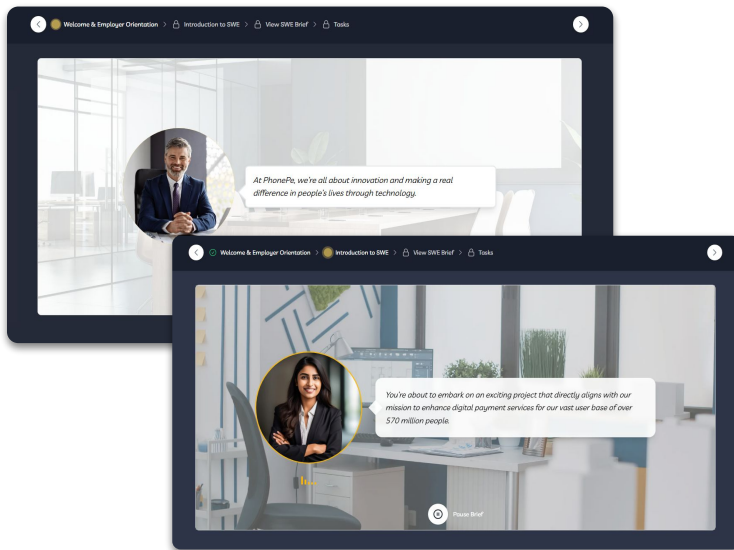 Welcome & Employer Orientation > Introduction to SWE > View SWE Brief > Tasks
At PhonePe, we're all about innovation and making a real
difference in people's lives through technology.
Welcome & Employer Orientation > Introduction to SWE > View SWE Brief > Tasks
You're about to embark on an exciting project that directly aligns with our
mission to enhance digital payment services for our vast user base of over
570 million people.
Pause Brief